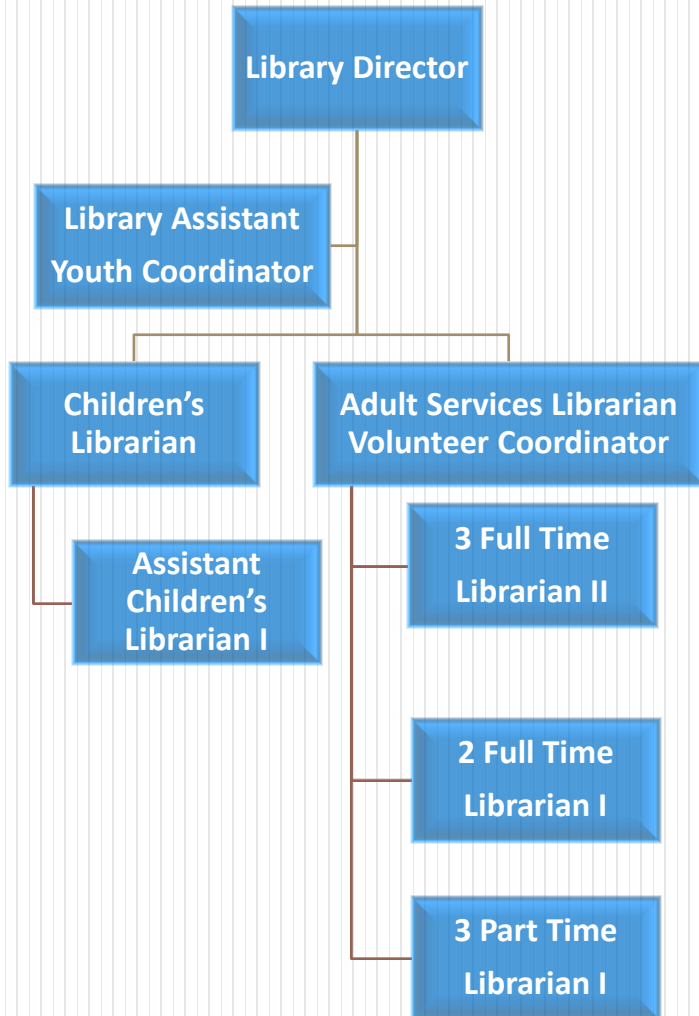 Library Director
Library Assistant
Youth Coordinator
Children’s
Librarian
Adult Services Librarian
Volunteer Coordinator
Assistant
Children’s
Librarian I
3 Full Time
Librarian II
2 Full Time
Librarian I
3 Part Time
Librarian I